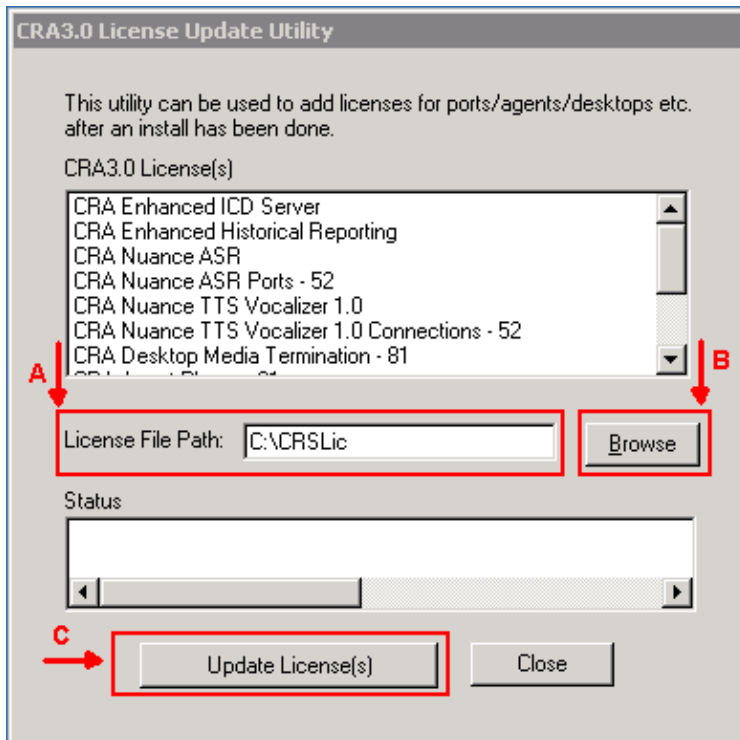 CRA3.0 License Update Utility
This utility can be used to add licenses for ports/agents/desktops etc.
after an install has been done.
CRA3.0 License(s)
CRA Enhanced ICD Server
CRA Enhanced Historical Reporting
CRA Nuance ASR
CRA Nuance ASR Ports - 52
CRA Nuance TTS Vocalizer 1.0
CRA Nuance TTS Vocalizer 1.0 Connections - 52
CRA Desktop Media Termination - 81
A
B
License File Path: C:\CRSLic Browse
Status
C
Update License(s) Close